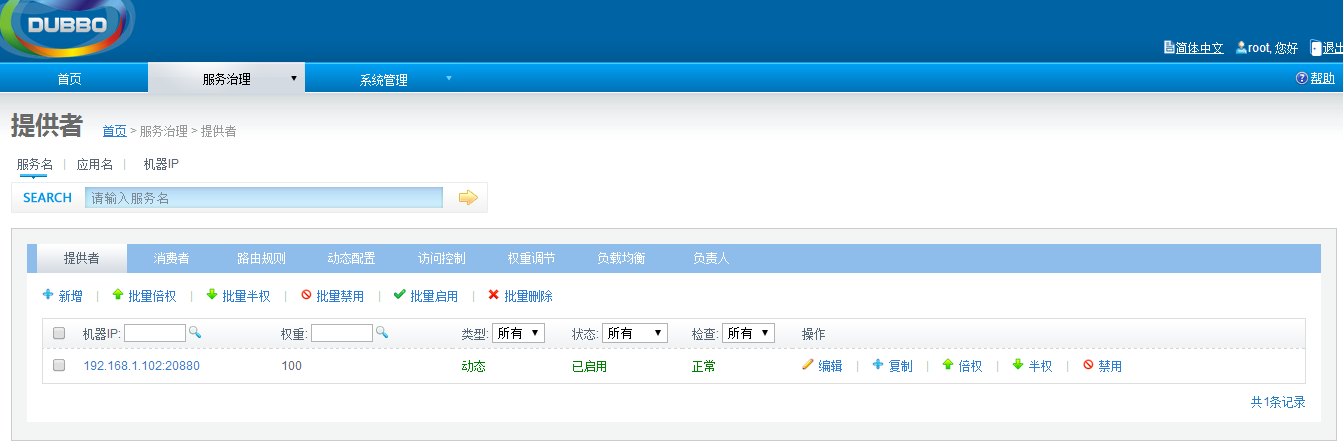 DUBBO
简体中文 root, 您好 退出
首页 服务治理 系统管理 帮助
提供者 首页 > 服务治理 > 提供者
服务名 | 应用名 | 机器IP
SEARCH 请输入服务名
提供者 消费者 路由规则 动态配置 访问控制 权重调节 负载均衡 负责人
新增 | 批量倍权 | 批量半权 | 批量禁用 | 批量启用 | 批量删除
机器IP: 权重: 类型: 所有 状态: 所有 检查: 所有 操作
192.168.1.102:20880 100 动态 已启用 正常 编辑 | 复制 | 倍权 | 半权 | 禁用
共1条记录